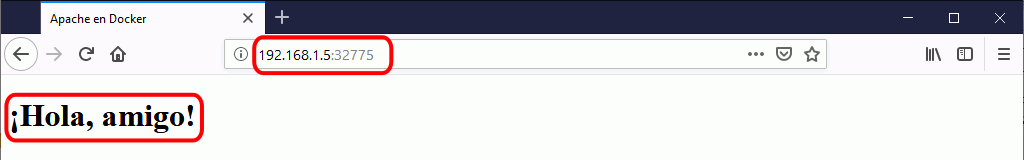 Apache en Docker
192.168.1.5:32775
¡Hola, amigo!